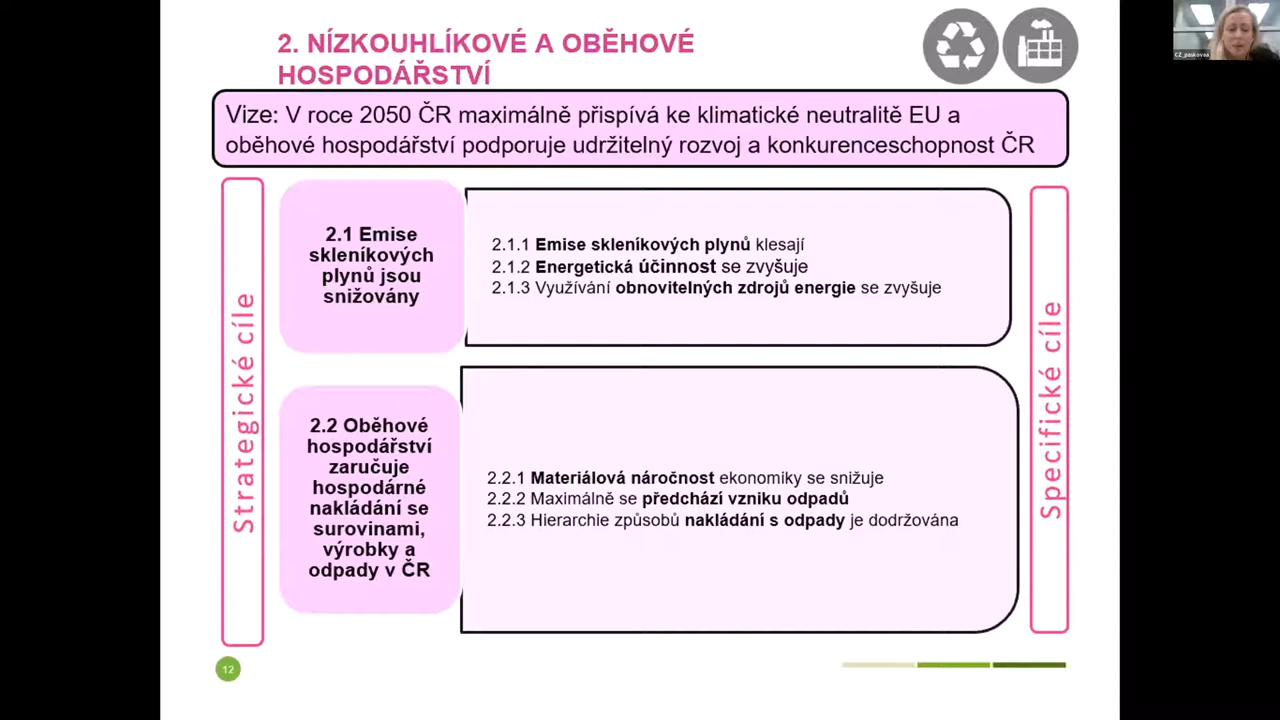 2. NÍZKOUHLÍKOVÉ A OBĚHOVÉ
HOSPODÁŘSTVÍ
Vize: V roce 2050 ČR maximálně přispívá ke klimatické neutralitě EU a
oběhové hospodářství podporuje udržitelný rozvoj a konkurenceschopnost ČR
Strategické cíle
2.1 Emise
skleníkových
plynů jsou
snižovány
2.1.1 Emise skleníkových plynů klesají
2.1.2 Energetická účinnost se zvyšuje
2.1.3 Využívání obnovitelných zdrojů energie se zvyšuje
2.2 Oběhové
hospodářství
zaručuje
hospodárné
nakládání se
surovinami,
výrobky a
odpady v ČR
2.2.1 Materiálová náročnost ekonomiky se snižuje
2.2.2 Maximálně se předchází vzniku odpadů
2.2.3 Hierarchie způsobů nakládání s odpady je dodržována
Specifické cíle
12